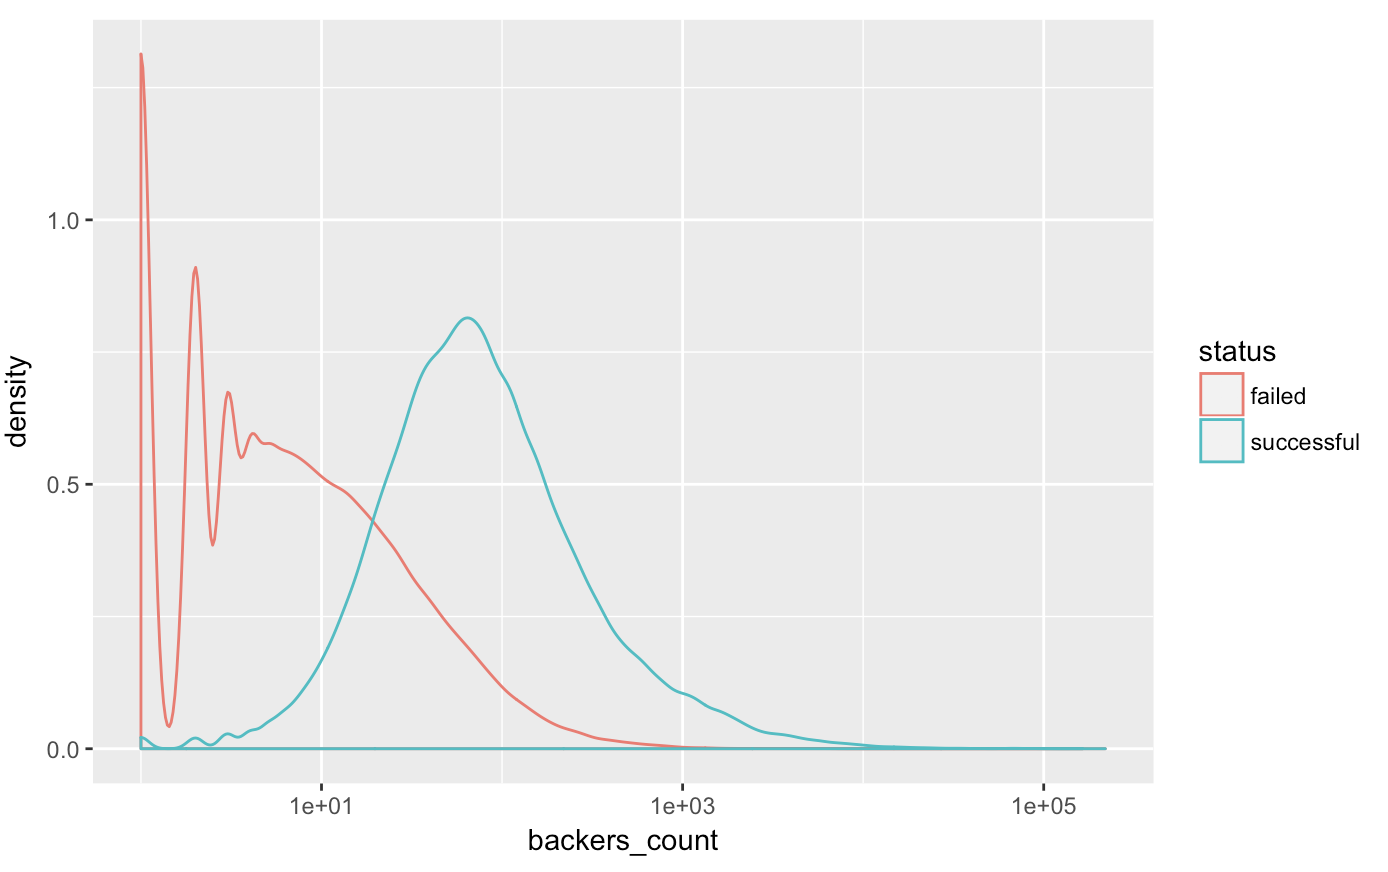 density
1.0
0.5
0.0
1e+01
1e+03
1e+05
backers_count
status
failed
successful